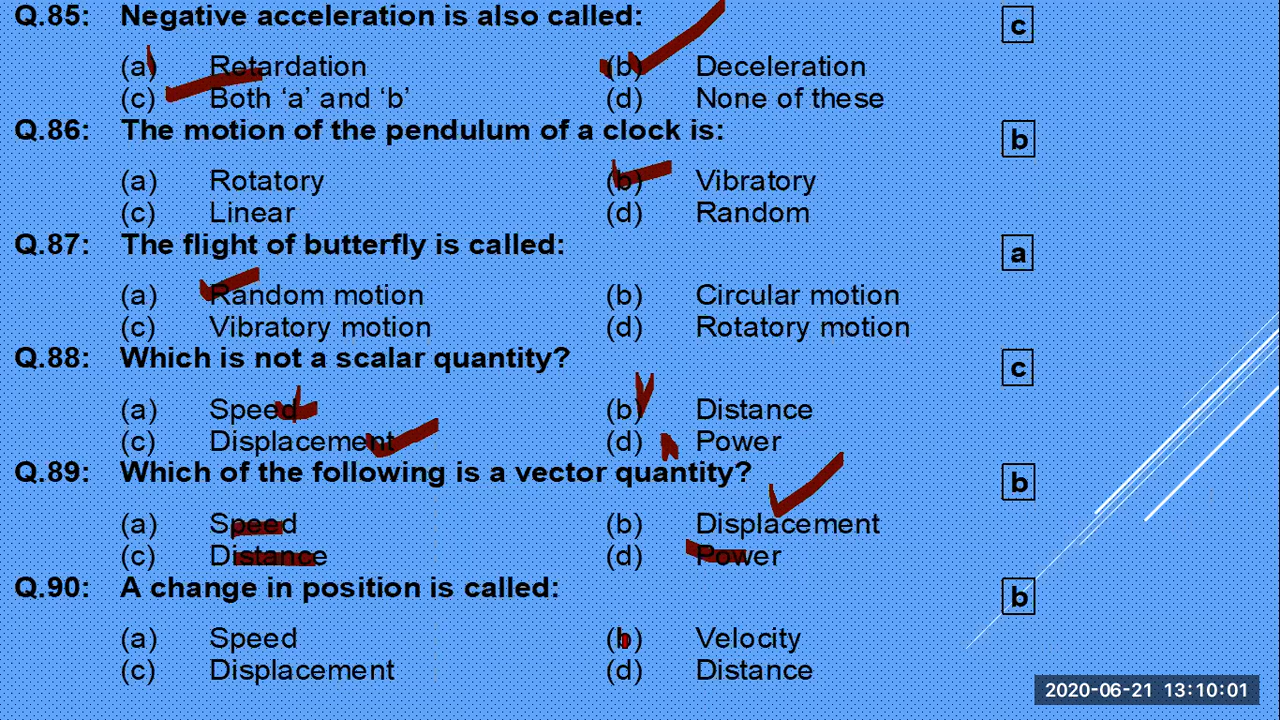 Q.85: Negative acceleration is also called: c
(a) Retardation (b) Deceleration
(c) Both ‘a’ and ‘b’ (d) None of these
Q.86: The motion of the pendulum of a clock is: b
(a) Rotatory (b) Vibratory
(c) Linear (d) Random
Q.87: The flight of butterfly is called: a
(a) Random motion (b) Circular motion
(c) Vibratory motion (d) Rotatory motion
Q.88: Which is not a scalar quantity? c
(a) Speed (b) Distance
(c) Displacement (d) Power
Q.89: Which of the following is a vector quantity? b
(a) Speed (b) Displacement
(c) Distance (d) Power
Q.90: A change in position is called: b
(a) Speed (b) Velocity
(c) Displacement (d) Distance
2020-06-21 13:10:01